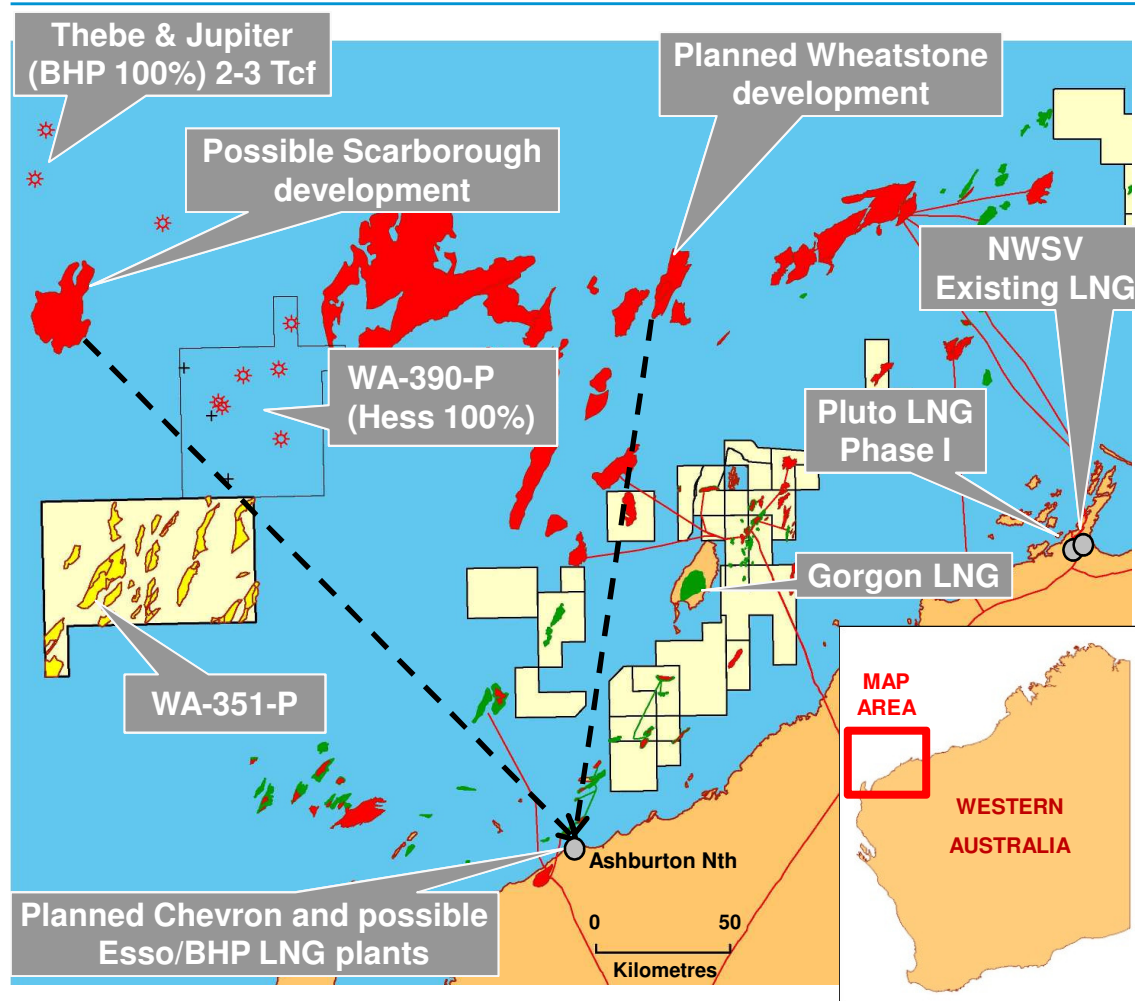 Thebe & Jupiter
(BHP 100%) 2-3 Tcf
Planned Wheatstone
development
Possible Scarborough
development
NWSV
Existing LNG
WA-390-P
(Hess 100%)
Pluto LNG
Phase I
Gorgon LNG
WA-351-P
MAP
AREA
WESTERN
AUSTRALIA
Ashburton Nth
Planned Chevron and possible
Esso/BHP LNG plants
0 50
Kilometres